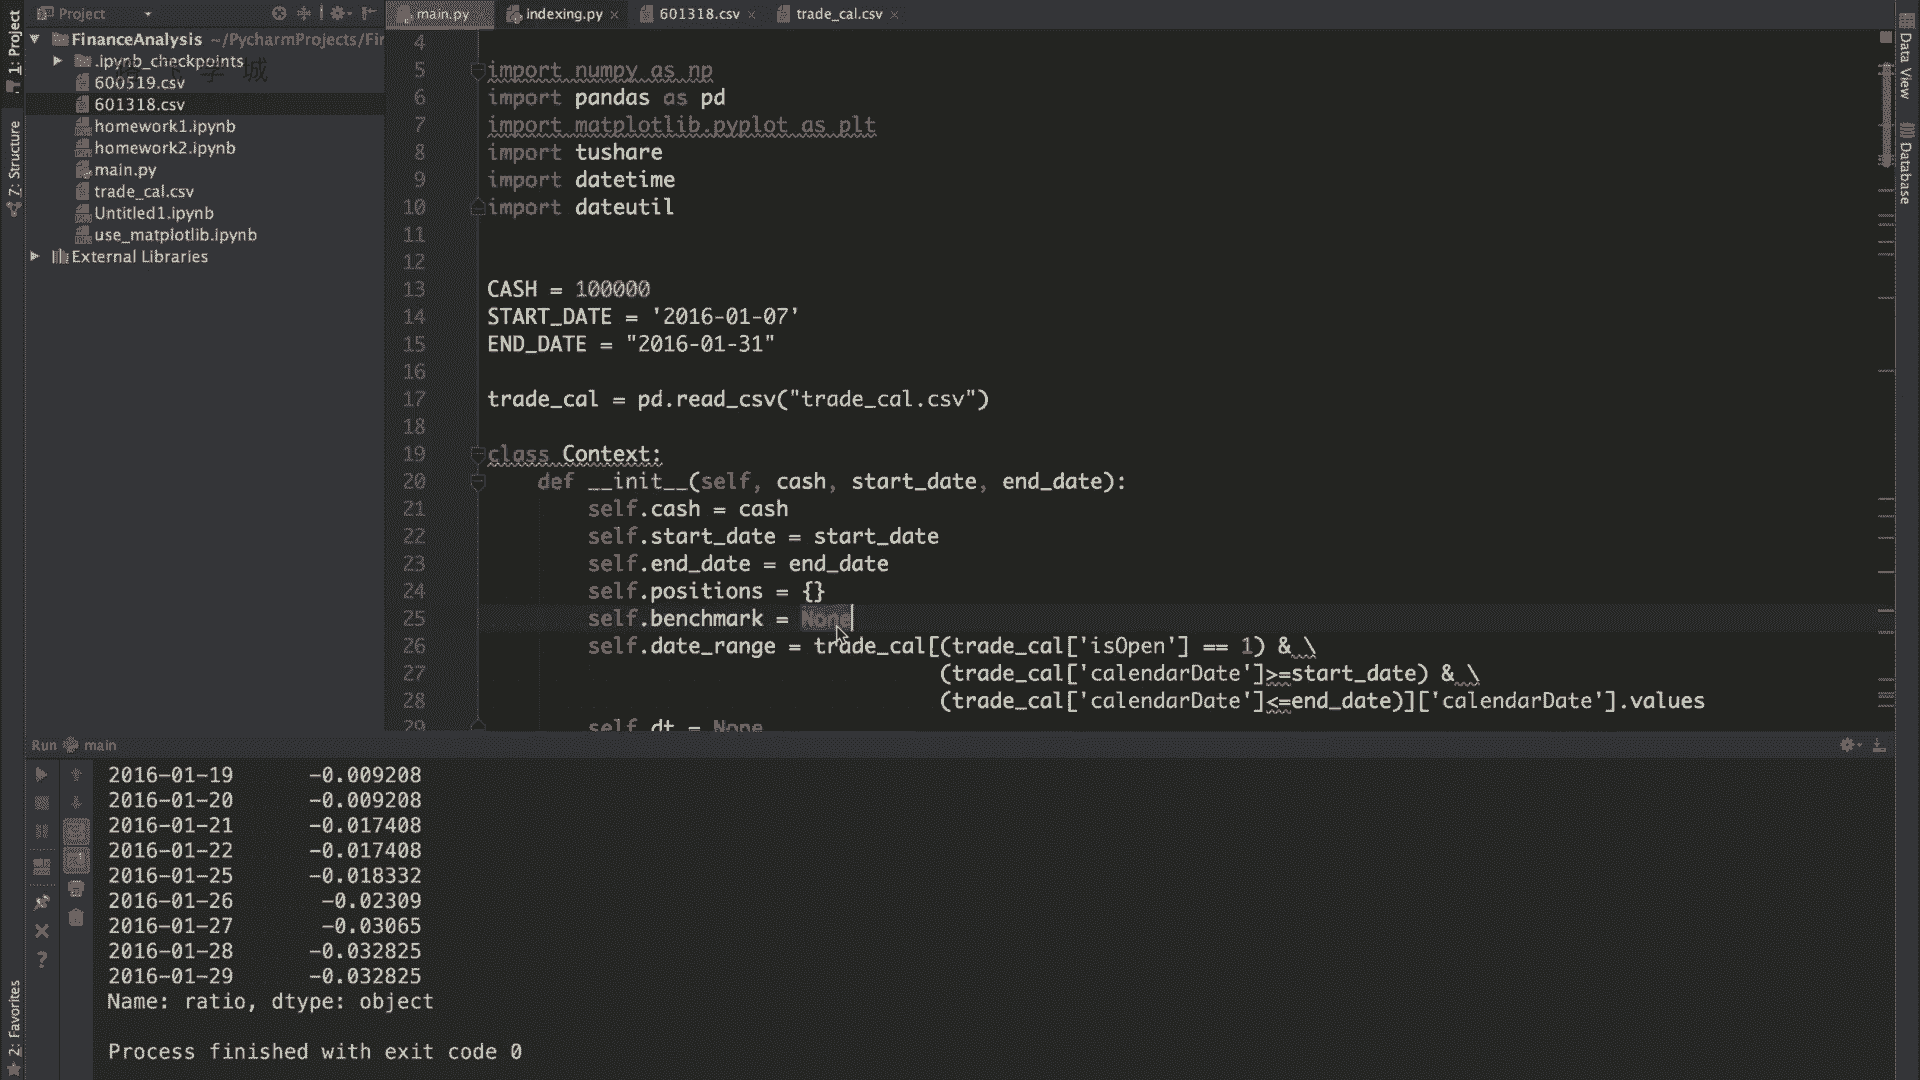 Project
main.py
indexing.py
601318.csv
trade_cal.csv
1: Project
FinanceAnalysis ~/PycharmProjects/Fir
.ipynb_checkpoints
600519.csv
601318.csv
homework1.ipynb
homework2.ipynb
main.py
trade_cal.csv
Untitled1.ipynb
use_matplotlib.ipynb
External Libraries
Z: Structure
Data View
Database
4
5 import numpy as np
6 import pandas as pd
7 import matplotlib.pyplot as plt
8 import tushare
9 import datetime
10 import dateutil
11
12
13 CASH = 100000
14 START_DATE = '2016-01-07'
15 END_DATE = "2016-01-31"
16
17 trade_cal = pd.read_csv("trade_cal.csv")
18
19 class Context:
20 def __init__(self, cash, start_date, end_date):
21 self.cash = cash
22 self.start_date = start_date
23 self.end_date = end_date
24 self.positions = {}
25 self.benchmark = None
26 self.date_range = trade_cal[(trade_cal['isOpen'] == 1) & \
27 (trade_cal['calendarDate']>=start_date) & \
28 (trade_cal['calendarDate']<=end_date)]['calendarDate'].values
29 self.dt = None
Run main
2016-01-19 -0.009208
2016-01-20 -0.009208
2016-01-21 -0.017408
2016-01-22 -0.017408
2016-01-25 -0.018332
2016-01-26 -0.02309
2016-01-27 -0.03065
2016-01-28 -0.032825
2016-01-29 -0.032825
Name: ratio, dtype: object
Process finished with exit code 0
2: Favorites